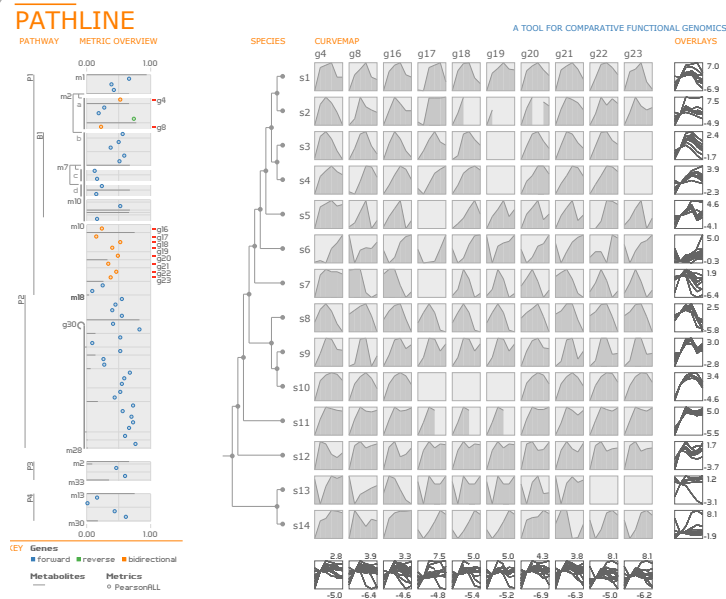 PATHLINE
A TOOL FOR COMPARATIVE FUNCTIONAL GENOMICS
PATHWAY METRIC OVERVIEW SPECIES CURVEMAP OVERLAYS
g4 g8 g16 g17 g18 g19 g20 g21 g22 g23
0.00 1.00
P1
B1
P2
P3
P4
m1
m2
a
g4
g8
b
m7
c
d
m10
m10
g16
g17
g18
g19
g20
g21
g22
g23
m18
g30
m28
m2
m33
m13
m30
0.00 1.00
s1 7.0
-6.9
s2 7.5
-4.9
s3 2.4
-1.7
s4 3.9
-2.3
s5 4.6
-4.1
s6 5.0
-0.3
s7 1.9
-6.4
s8 2.5
-5.8
s9 3.0
-2.8
s10 3.4
-4.6
s11 5.0
-5.5
s12 1.7
-3.7
s13 1.2
-3.1
s14 8.1
-1.9
2.8 3.9 3.3 7.5 5.0 5.0 4.3 3.8 8.1 8.1
-5.0 -6.4 -4.6 -4.8 -5.4 -5.2 -6.9 -6.3 -5.0 -6.2
KEY Genes
forward reverse bidirectional
Metabolites Metrics
PearsonALL